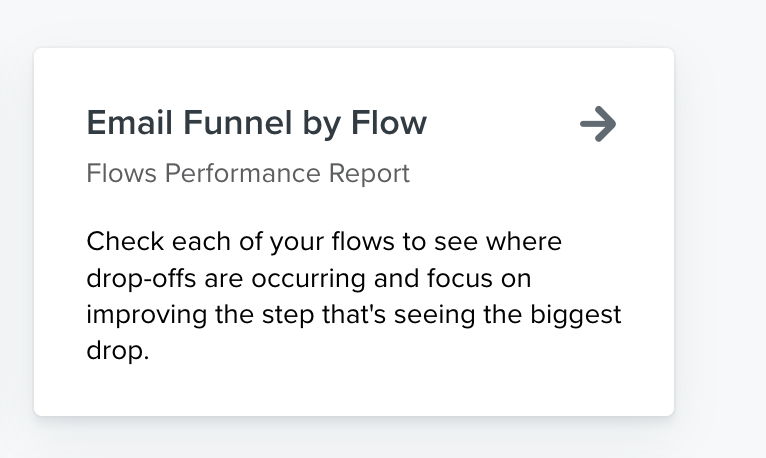 Email Funnel by Flow
Flows Performance Report
Check each of your flows to see where
drop-offs are occurring and focus on
improving the step that's seeing the biggest
drop.